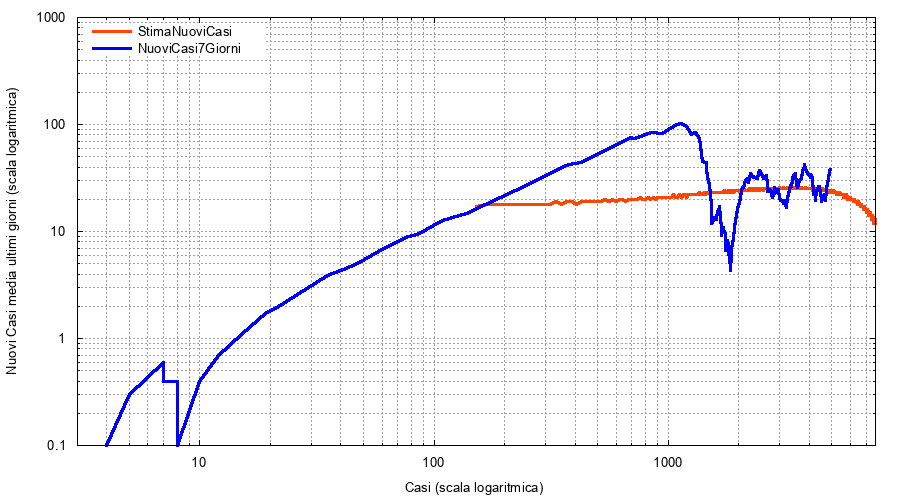 1000
StimaNuoviCasi
NuoviCasi7Giorni
100
10
1
0.1
Nuovi Casi media ultimi giorni (scala logaritmica)
10 100 1000
Casi (scala logaritmica)